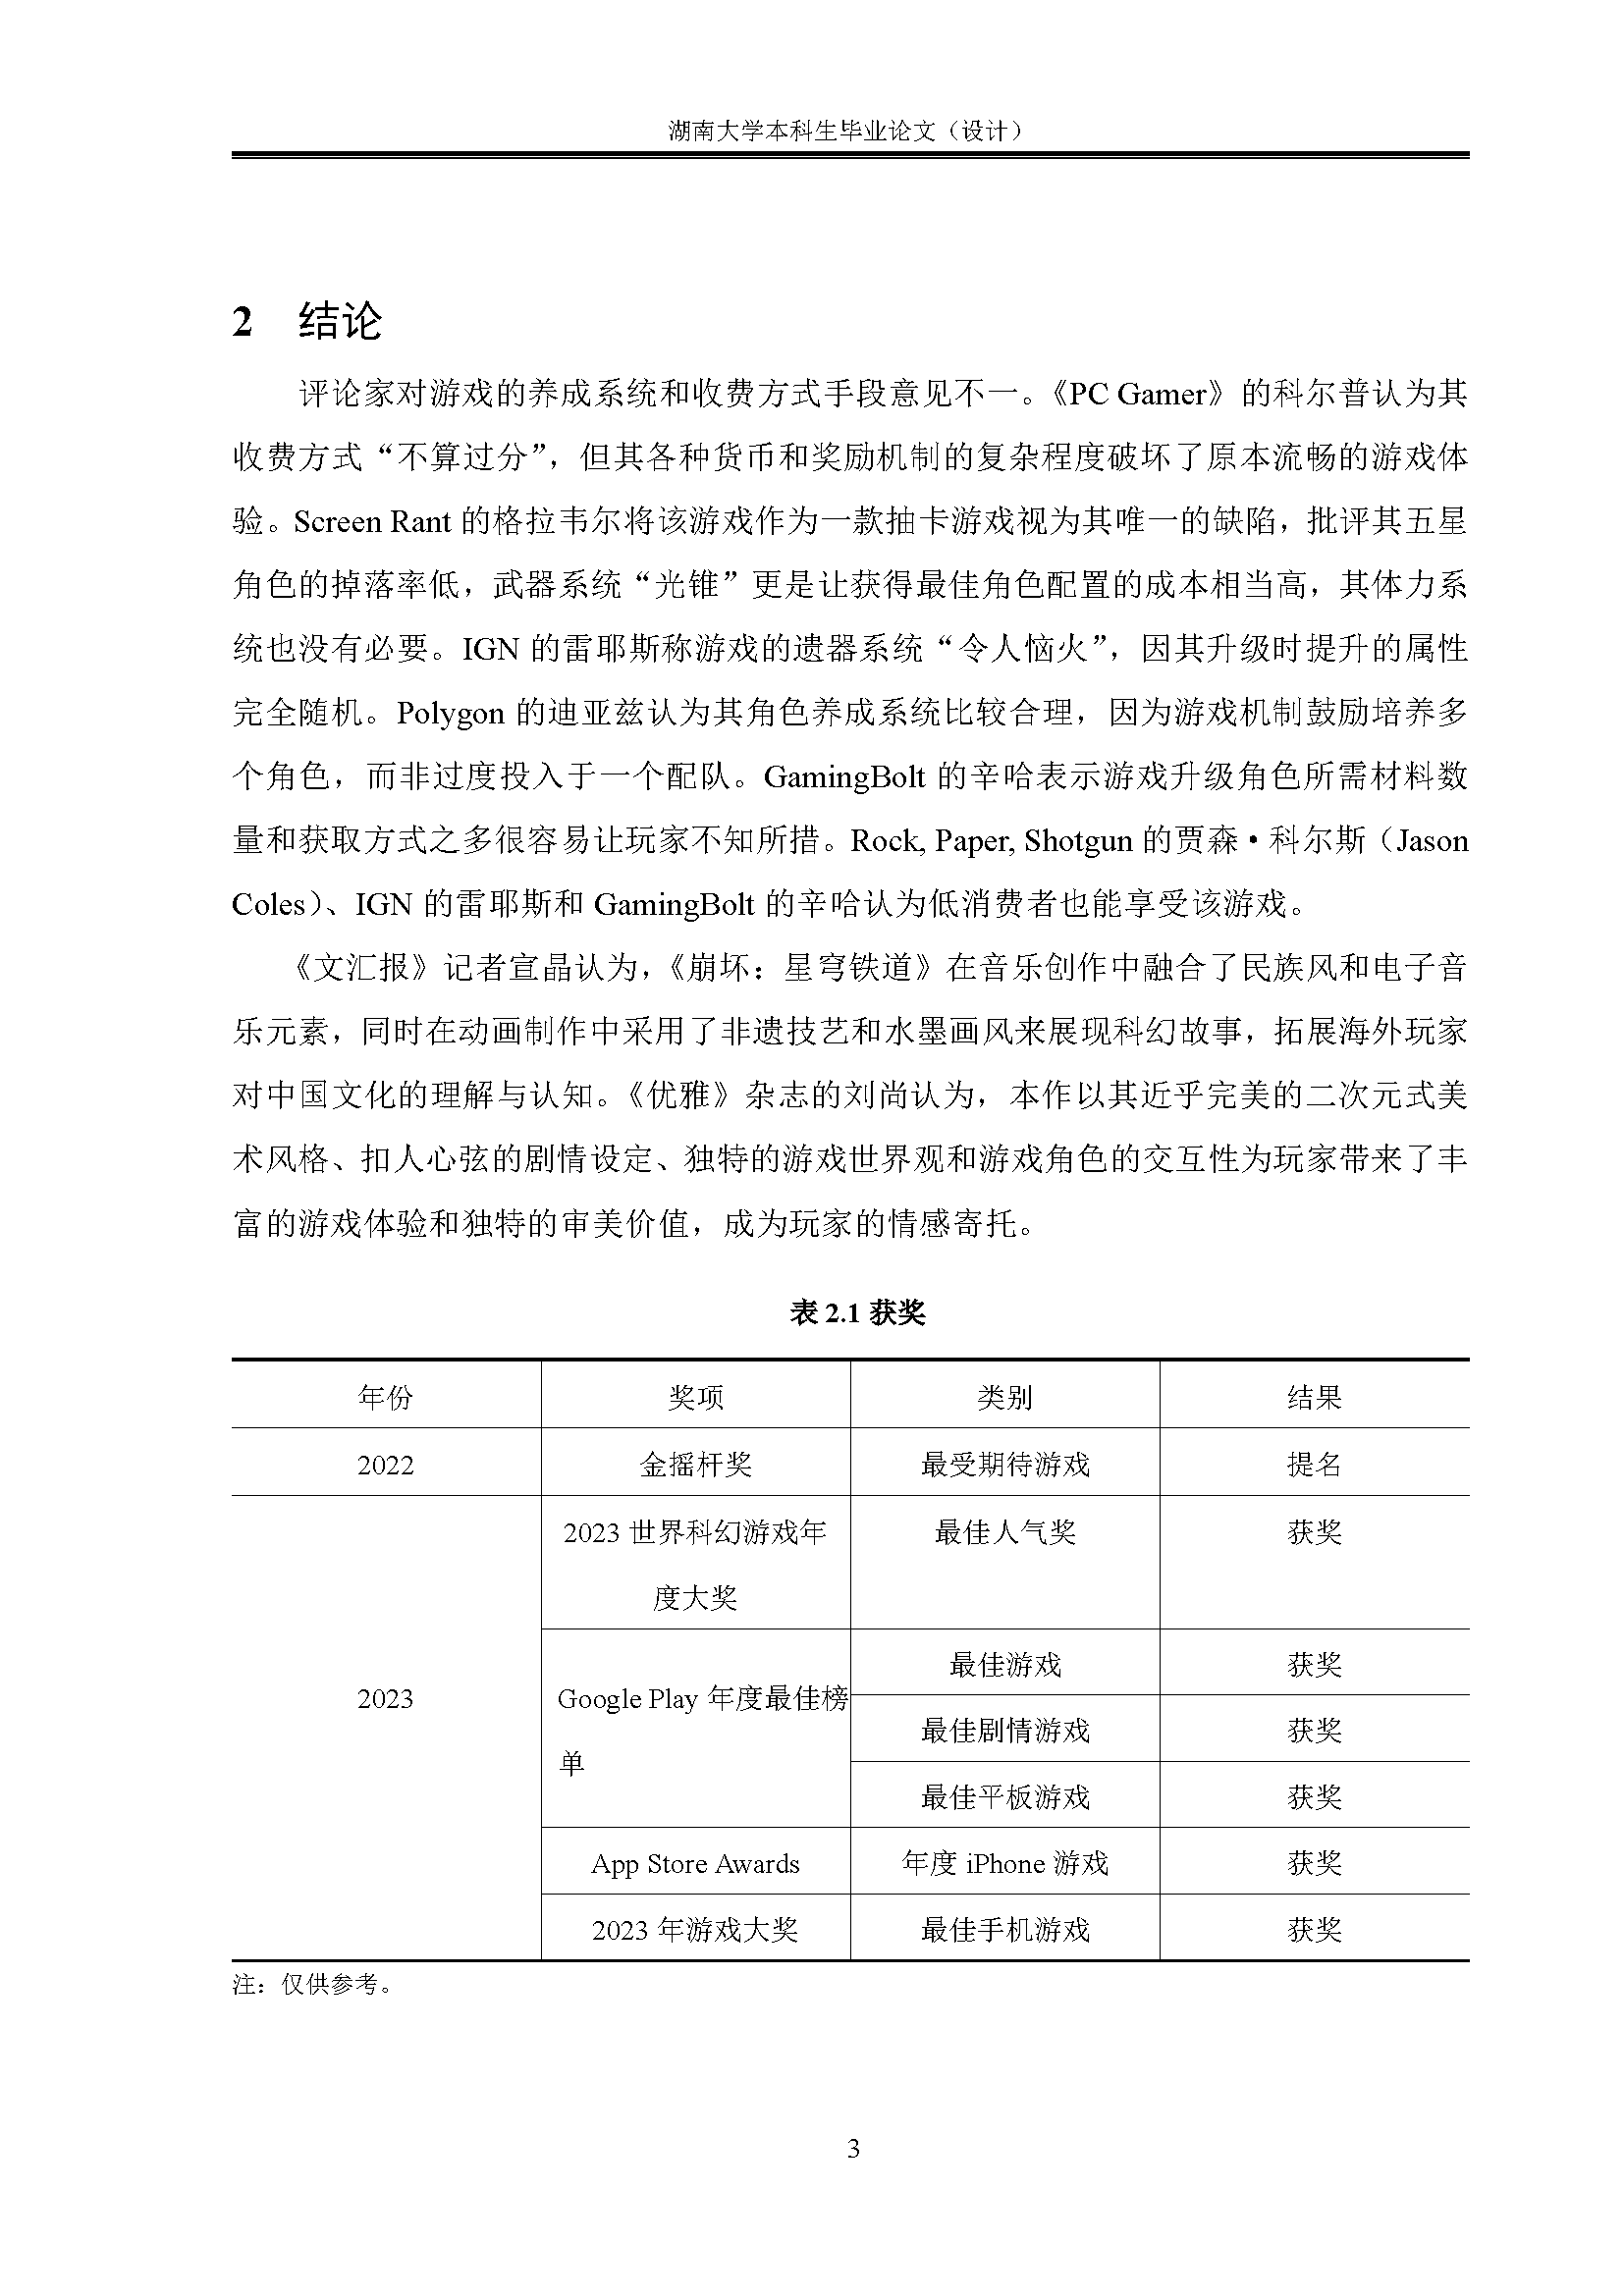 湖南大学本科生毕业论文（设计）
2 结论
评论家对游戏的养成系统和收费方式手段意见不一。《PC Gamer》的科尔普认为其
收费方式“不算过分”，但其各种货币和奖励机制的复杂程度破坏了原本流畅的游戏体
验。Screen Rant 的格拉韦尔将该游戏作为一款抽卡游戏视为其唯一的缺陷，批评其五星
角色的掉落率低，武器系统“光锥”更是让获得最佳角色配置的成本相当高，其体力系
统也没有必要。IGN 的雷耶斯称游戏的遗器系统“令人恼火”，因其升级时提升的属性
完全随机。Polygon 的迪亚兹认为其角色养成系统比较合理，因为游戏机制鼓励培养多
个角色，而非过度投入于一个配队。GamingBolt 的辛哈表示游戏升级角色所需材料数
量和获取方式之多很容易让玩家不知所措。Rock, Paper, Shotgun 的贾森·科尔斯（Jason
Coles）、IGN 的雷耶斯和 GamingBolt 的辛哈认为低消费者也能享受该游戏。
《文汇报》记者宣晶认为，《崩坏：星穹铁道》在音乐创作中融合了民族风和电子音
乐元素，同时在动画制作中采用了非遗技艺和水墨画风来展现科幻故事，拓展海外玩家
对中国文化的理解与认知。《优雅》杂志的刘尚认为，本作以其近乎完美的二次元式美
术风格、扣人心弦的剧情设定、独特的游戏世界观和游戏角色的交互性为玩家带来了丰
富的游戏体验和独特的审美价值，成为玩家的情感寄托。
表 2.1 获奖
年份 奖项 类别 结果
2022 金摇杆奖 最受期待游戏 提名
2023 世界科幻游戏年 最佳人气奖 获奖
度大奖
最佳游戏 获奖
2023 Google Play 年度最佳榜
最佳剧情游戏 获奖
单
最佳平板游戏 获奖
App Store Awards 年度 iPhone 游戏 获奖
2023 年游戏大奖 最佳手机游戏 获奖
注：仅供参考。
3